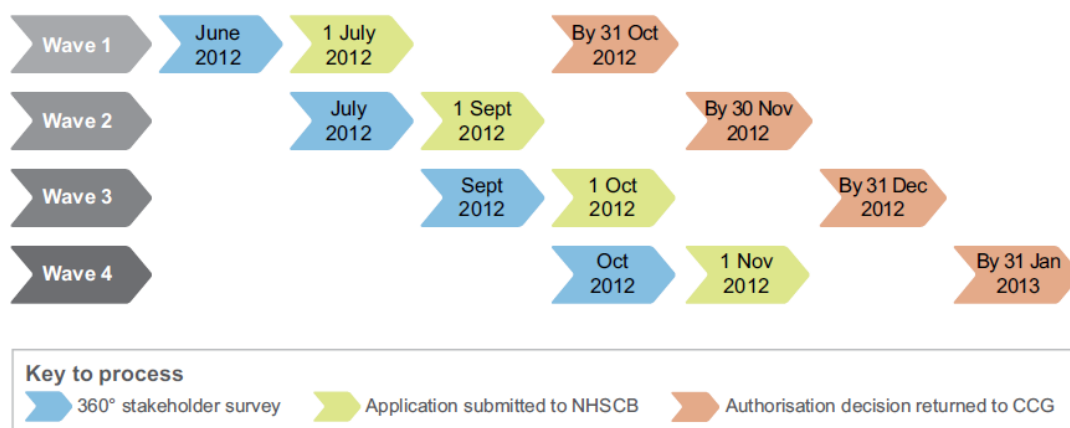 Wave 1
June
2012
1 July
2012
By 31 Oct
2012
Wave 2
July
2012
1 Sept
2012
By 30 Nov
2012
Wave 3
Sept
2012
1 Oct
2012
By 31 Dec
2012
Wave 4
Oct
2012
1 Nov
2012
By 31 Jan
2013
Key to process
360° stakeholder survey
Application submitted to NHSCB
Authorisation decision returned to CCG